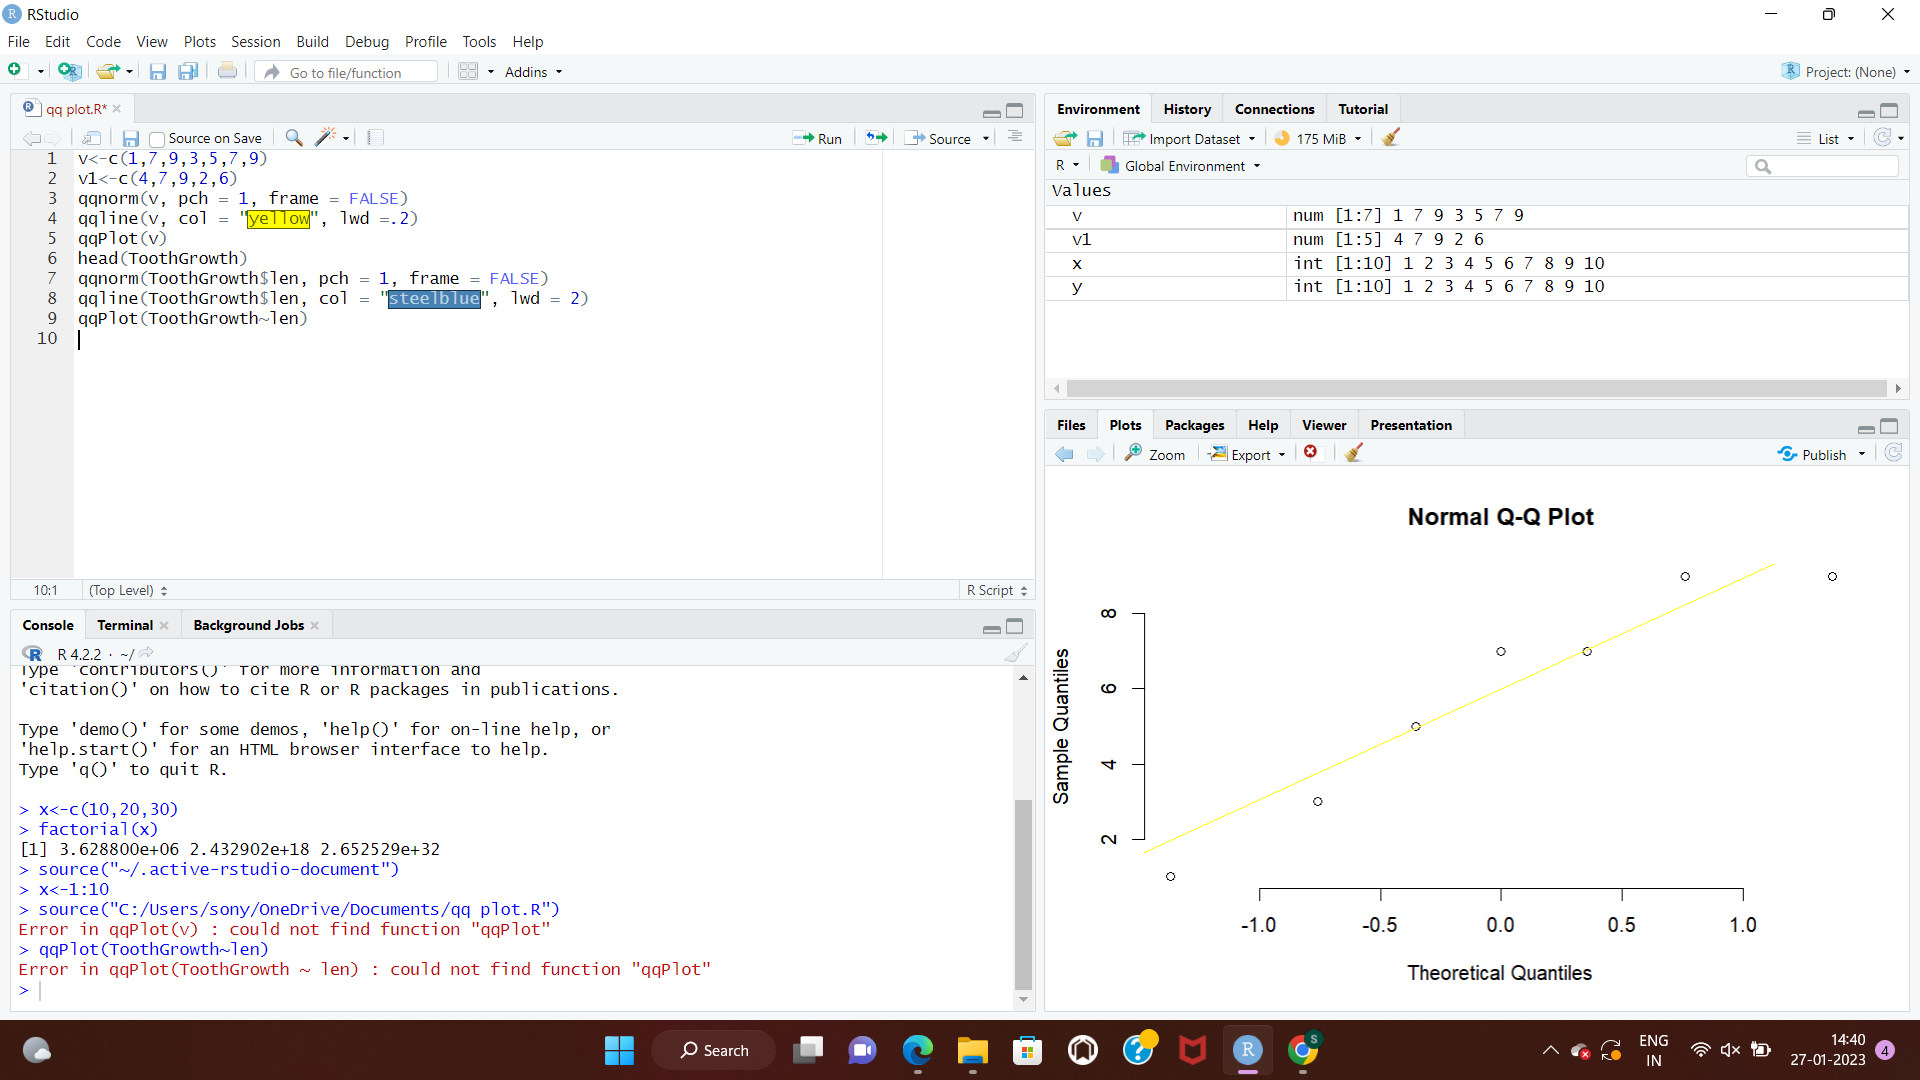 RStudio
File Edit Code View Plots Session Build Debug Profile Tools Help
Go to file/function Addins Project: (None)
qq plot.R*
Source on Save Run Source
1 v<-c(1,7,9,3,5,7,9)
2 v1<-c(4,7,9,2,6)
3 qqnorm(v, pch = 1, frame = FALSE)
4 qqline(v, col = "yellow", lwd =.2)
5 qqPlot(v)
6 head(ToothGrowth)
7 qqnorm(ToothGrowth$len, pch = 1, frame = FALSE)
8 qqline(ToothGrowth$len, col = "steelblue", lwd = 2)
9 qqPlot(ToothGrowth~len)
10
10:1 (Top Level) R Script
Console Terminal Background Jobs
R 4.2.2 · ~/
Type 'contributors()' for more information and
'citation()' on how to cite R or R packages in publications.
Type 'demo()' for some demos, 'help()' for on-line help, or
'help.start()' for an HTML browser interface to help.
Type 'q()' to quit R.
> x<-c(10,20,30)
> factorial(x)
[1] 3.628800e+06 2.432902e+18 2.652529e+32
> source("~/.active-rstudio-document")
> x<-1:10
> source("C:/Users/sony/OneDrive/Documents/qq plot.R")
Error in qqPlot(v) : could not find function "qqPlot"
> qqPlot(ToothGrowth~len)
Error in qqPlot(ToothGrowth ~ len) : could not find function "qqPlot"
>
Environment History Connections Tutorial
Import Dataset 175 MiB List
R Global Environment
Values
v num [1:7] 1 7 9 3 5 7 9
v1 num [1:5] 4 7 9 2 6
x int [1:10] 1 2 3 4 5 6 7 8 9 10
y int [1:10] 1 2 3 4 5 6 7 8 9 10
Files Plots Packages Help Viewer Presentation
Zoom Export Publish
Normal Q-Q Plot
Sample Quantiles
8
6
4
2
-1.0 -0.5 0.0 0.5 1.0
Theoretical Quantiles
Search
ENG
IN
14:40
27-01-2023
4